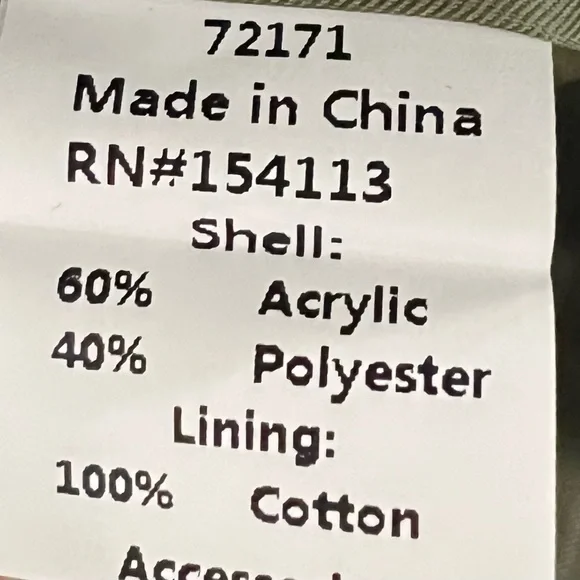 72171
Made in China
RN#154113
Shell:
60% Acrylic
40% Polyester
Lining:
100% Cotton